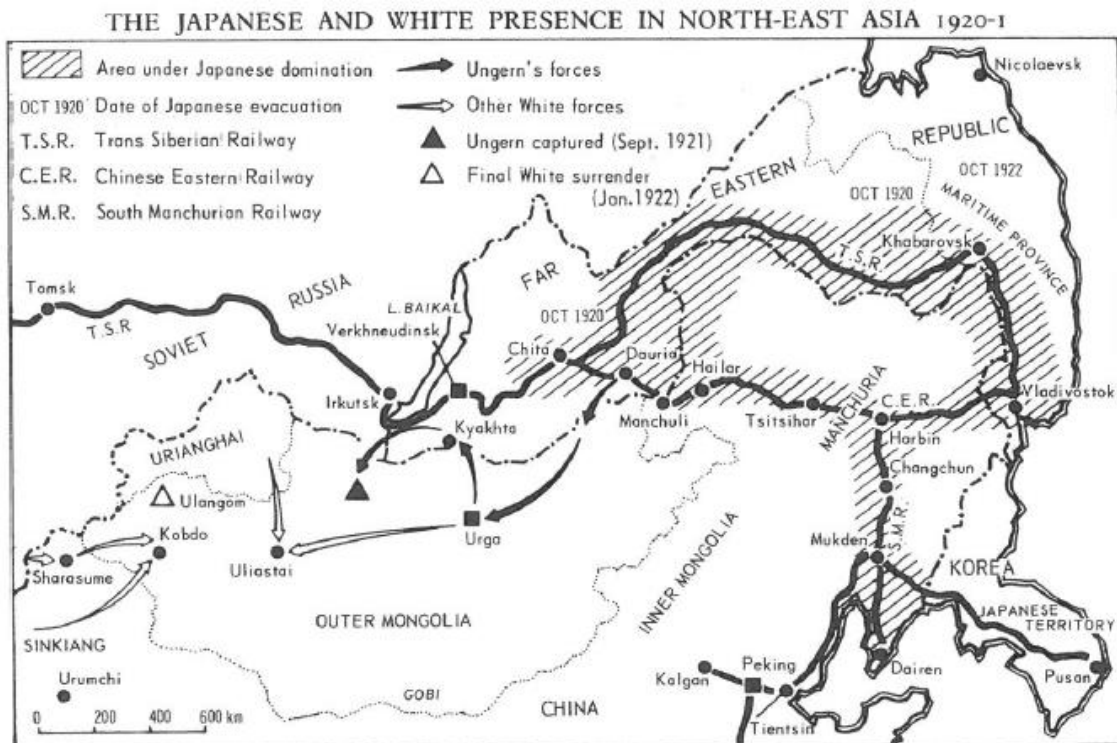 THE JAPANESE AND WHITE PRESENCE IN NORTH-EAST ASIA 1920-1
Area under Japanese domination
OCT 1920 Date of Japanese evacuation
T.S.R. Trans Siberian Railway
C.E.R. Chinese Eastern Railway
S.M.R. South Manchurian Railway
Ungern's forces
Other White forces
Ungern captured (Sept. 1921)
Final White surrender
(Jan.1922)
Nicolaevsk
REPUBLIC
EASTERN
OCT 1922
OCT 1920
MARITIME PROVINCE
Khabarovsk
T.S.R.
FAR
Tomsk
T.S.R
RUSSIA
SOVIET
L.BAIKAL
Verkhneudinsk
OCT 1920
Chita
Dauria
Hailar
Irkutsk
Kyakhta
Manchuli
Tsitsihar
MANCHURIA
C.E.R.
Vladivostok
Harbin
URIANGHAI
Ulangom
Changchun
Kobdo
Urga
S.M.R.
Mukden
Sharasume
Uliastai
KOREA
INNER MONGOLIA
OUTER MONGOLIA
JAPANESE
TERRITORY
SINKIANG
Urumchi
Kalgan
Peking
Dairen
Pusan
GOBI
CHINA
Tientsin
0 200 400 600 km